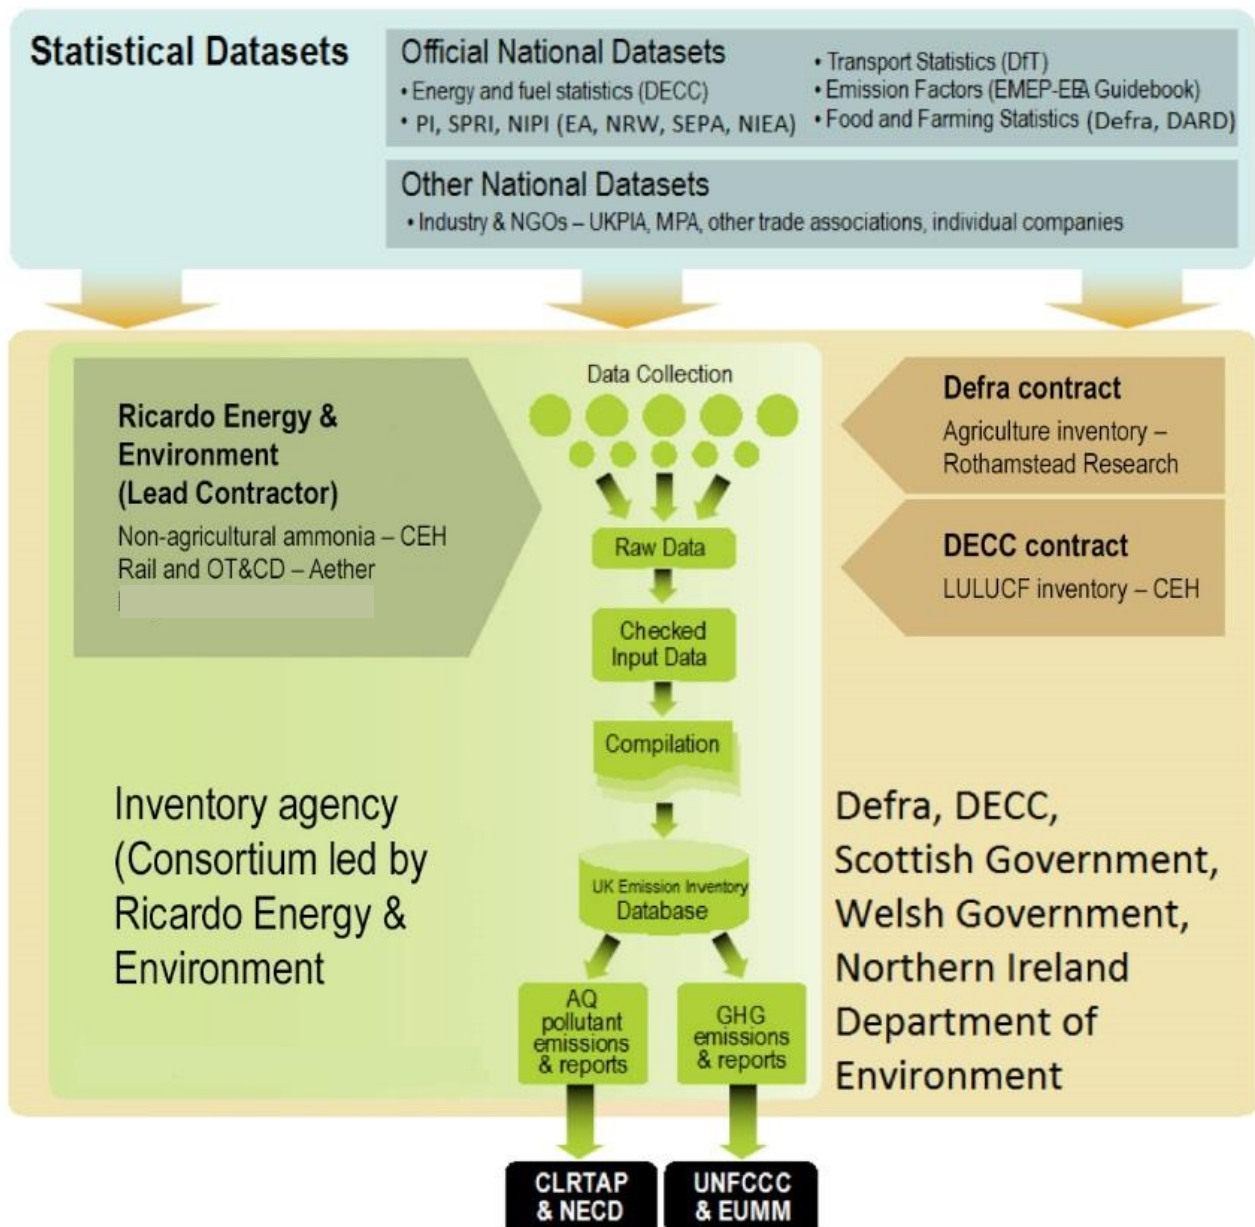 Statistical Datasets
Official National Datasets
• Energy and fuel statistics (DECC)
• PI, SPRI, NIPI (EA, NRW, SEPA, NIEA)
• Transport Statistics (DfT)
• Emission Factors (EMEP-EEA Guidebook)
• Food and Farming Statistics (Defra, DARD)
Other National Datasets
• Industry & NGOs – UKPIA, MPA, other trade associations, individual companies
Ricardo Energy &
Environment
(Lead Contractor)
Non-agricultural ammonia – CEH
Rail and OT&CD – Aether
Data Collection
Raw Data
Checked
Input Data
Compilation
UK Emission Inventory
Database
AQ
pollutant
emissions
& reports
GHG
emissions
& reports
CLRTAP
& NECD
UNFCCC
& EUMM
Defra contract
Agriculture inventory –
Rothamstead Research
DECC contract
LULUCF inventory – CEH
Inventory agency
(Consortium led by
Ricardo Energy &
Environment
Defra, DECC,
Scottish Government,
Welsh Government,
Northern Ireland
Department of
Environment